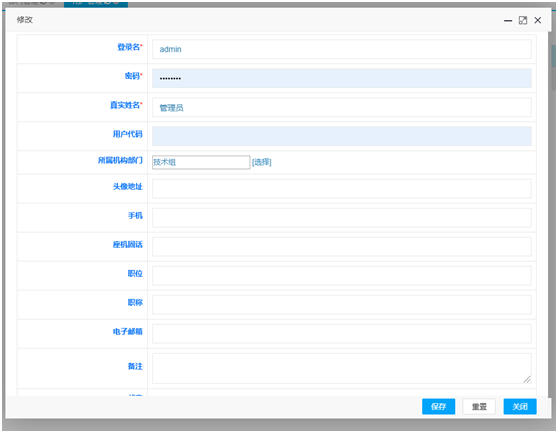 修改
登录名* admin
密码* ••••••••
真实姓名* 管理员
用户代码
所属机构部门 技术组 [选择]
头像地址
手机
座机固话
职位
职称
电子邮箱
备注
保存 重置 关闭